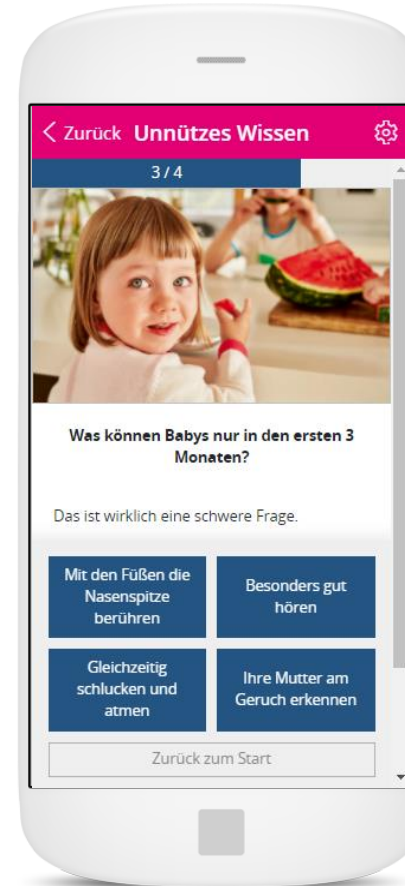 Zurück Unnützes Wissen
3 / 4
Was können Babys nur in den ersten 3
Monaten?
Das ist wirklich eine schwere Frage.
Mit den Füßen die
Nasenspitze
berühren
Besonders gut
hören
Gleichzeitig
schlucken und
atmen
Ihre Mutter am
Geruch erkennen
Zurück zum Start